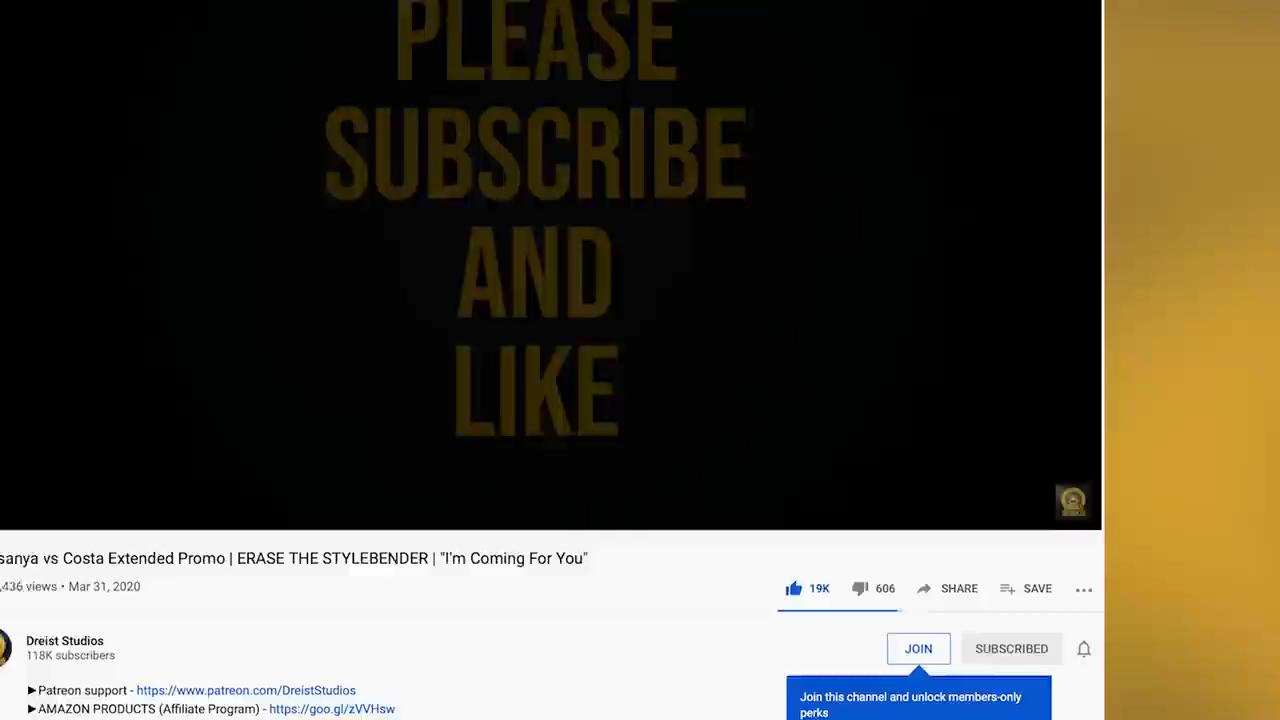 PLEASE
SUBSCRIBE
AND
LIKE
sanya vs Costa Extended Promo | ERASE THE STYLEBENDER | "I'm Coming For You"
,436 views • Mar 31, 2020
19K 606 SHARE SAVE
Dreist Studios
118K subscribers
JOIN SUBSCRIBED
►Patreon support - https://www.patreon.com/DreistStudios
►AMAZON PRODUCTS (Affiliate Program) - https://goo.gl/zVVHsw
Join this channel and unlock members-only
perks